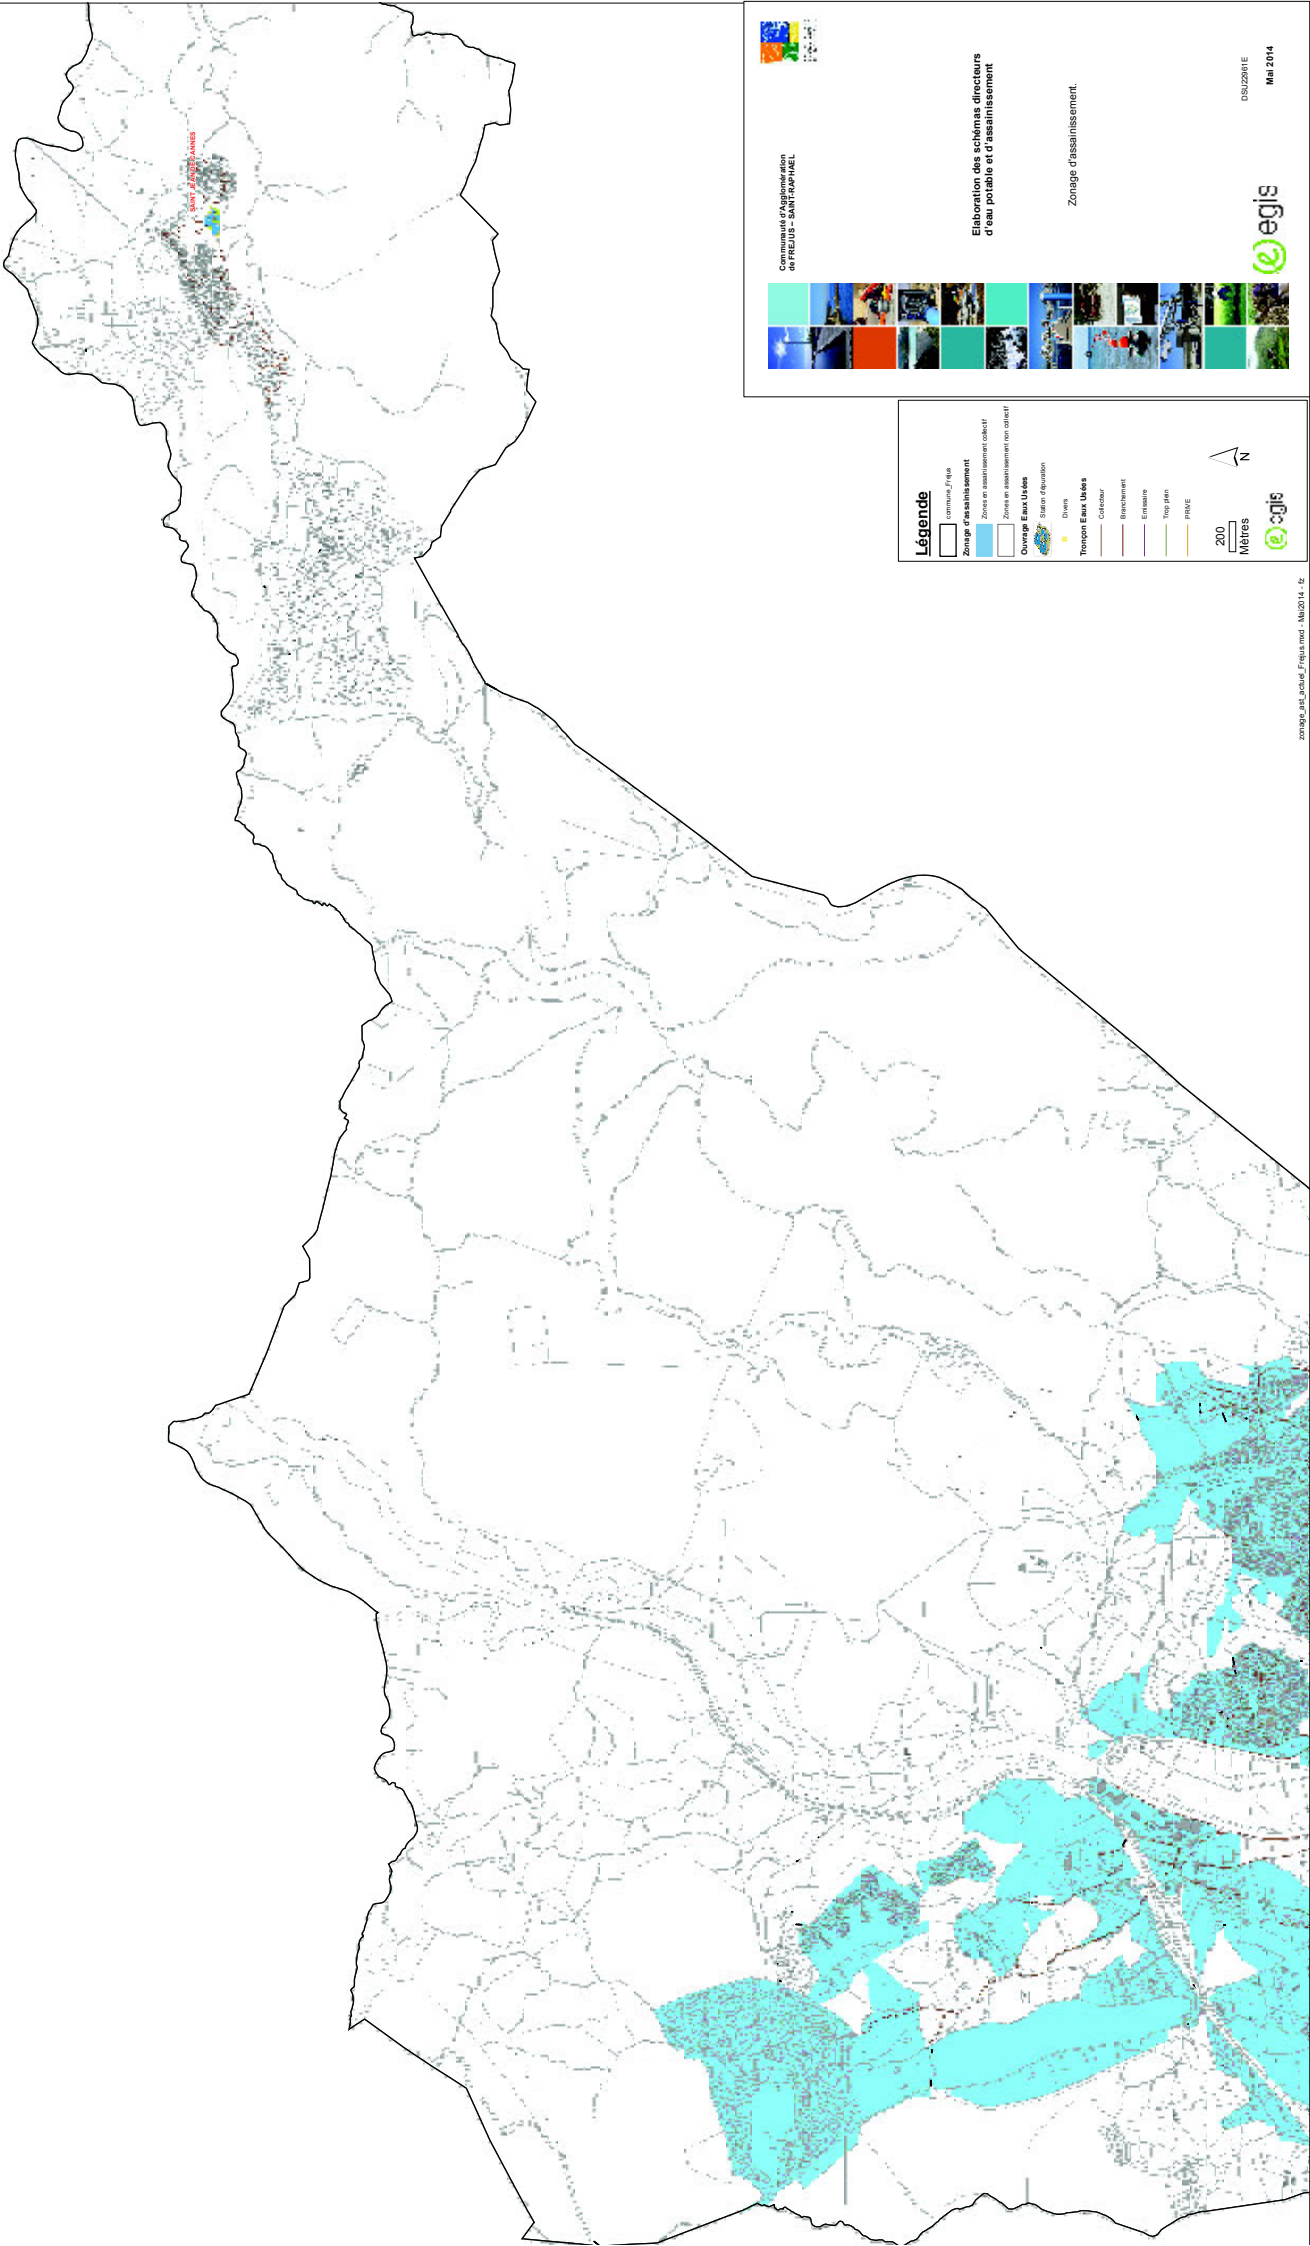 SAINT JEAN DE CANNES
Communauté d'Agglomération
de FREJUS – SAINT-RAPHAEL
Elaboration des schémas directeurs
d'eau potable et d'assainissement
Zonage d'assainissement.
DSU22961E
Mai 2014
egis
Légende
commune_Frejus
Zonage d'assainissement
Zones en assainissement collectif
Zones en assainissement non collectif
Ouvrage Eaux Usées
Station d'épuration
Divers
Tronçon Eaux Usées
Collecteur
Branchement
Emissaire
Trop plein
PRIVE
200
Mètres
N
egis
zonage_ast_actuel_Frejus.mxd - Mai2014 - fz